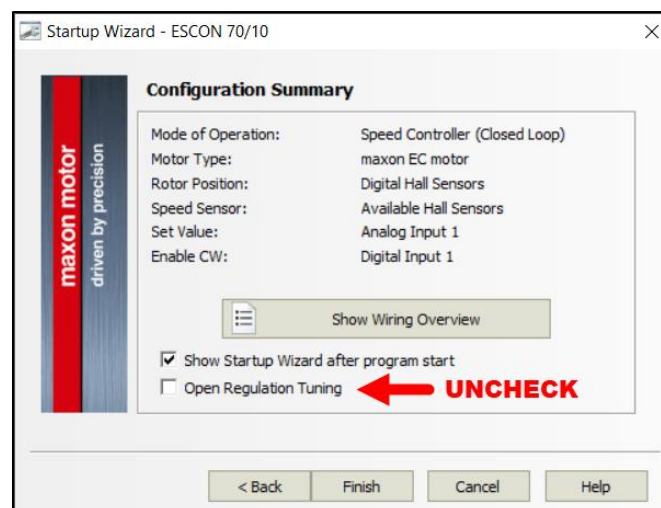 Startup Wizard - ESCON 70/10
maxon motor
driven by precision
Configuration Summary
Mode of Operation: Speed Controller (Closed Loop)
Motor Type: maxon EC motor
Rotor Position: Digital Hall Sensors
Speed Sensor: Available Hall Sensors
Set Value: Analog Input 1
Enable CW: Digital Input 1
Show Wiring Overview
Show Startup Wizard after program start
Open Regulation Tuning UNCHECK
< Back Finish Cancel Help